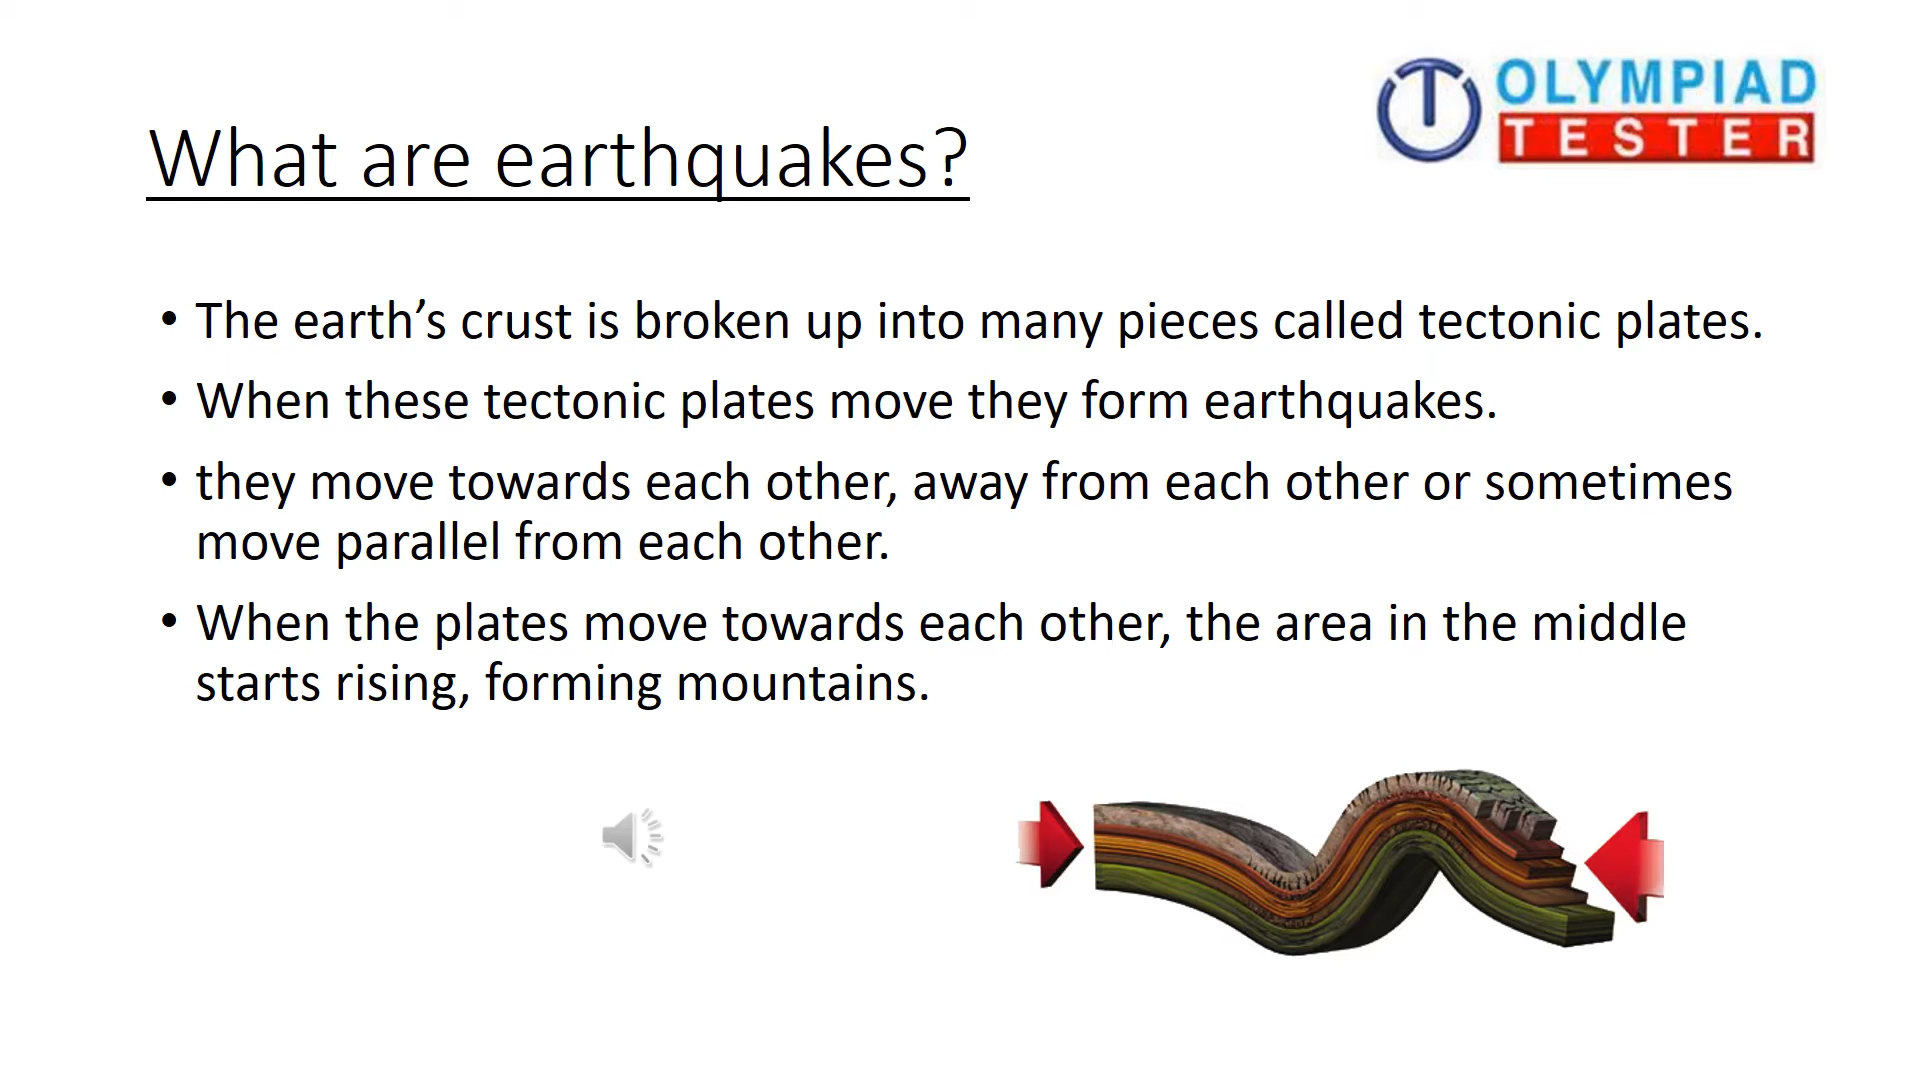 OLYMPIAD
TESTER
What are earthquakes?
• The earth’s crust is broken up into many pieces called tectonic plates.
• When these tectonic plates move they form earthquakes.
• they move towards each other, away from each other or sometimes
move parallel from each other.
• When the plates move towards each other, the area in the middle
starts rising, forming mountains.